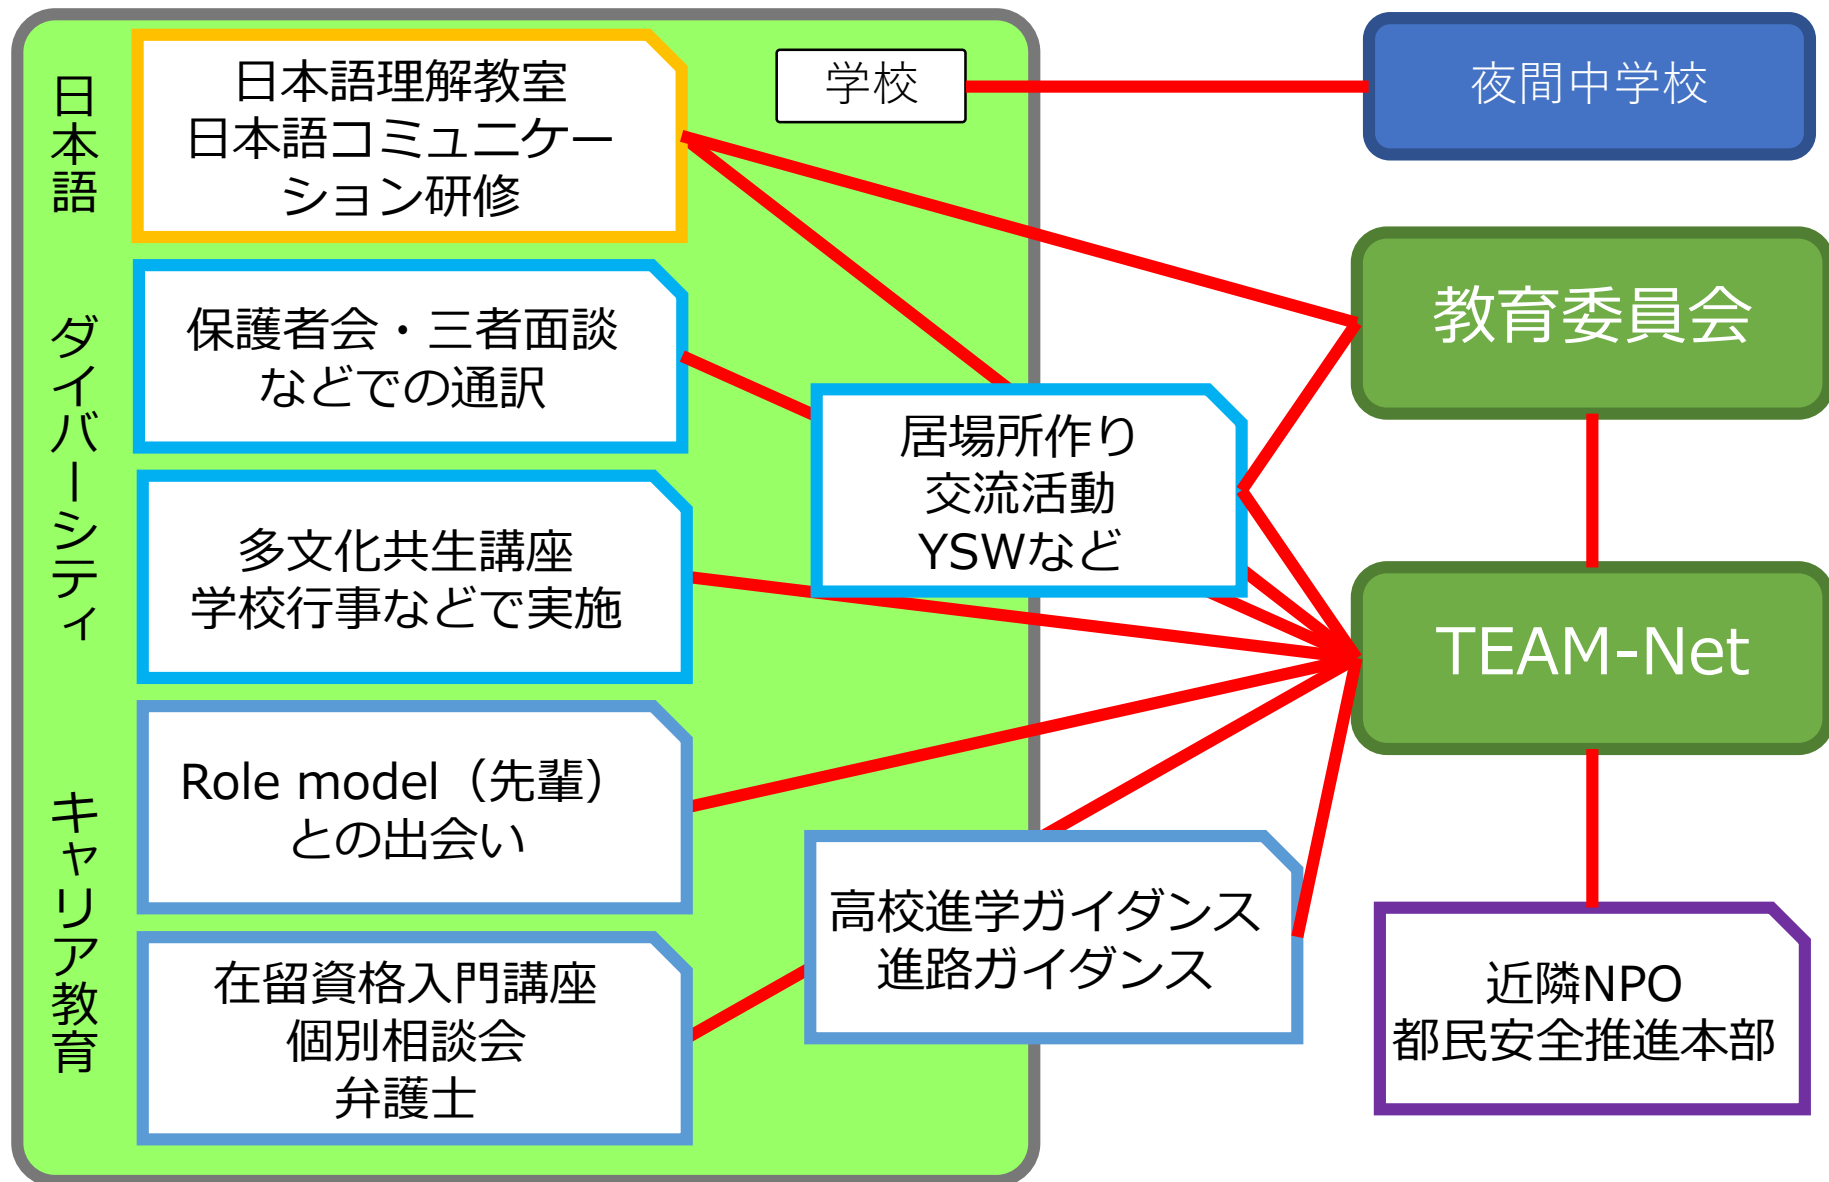 日本語
日本語理解教室
日本語コミュニケー
ション研修
学校
夜間中学校
教育委員会
ダイバーシティ
保護者会・三者面談
などでの通訳
居場所作り
交流活動
YSWなど
多文化共生講座
学校行事などで実施
TEAM-Net
キャリア教育
Role model（先輩）
との出会い
高校進学ガイダンス
進路ガイダンス
在留資格入門講座
個別相談会
弁護士
近隣NPO
都民安全推進本部